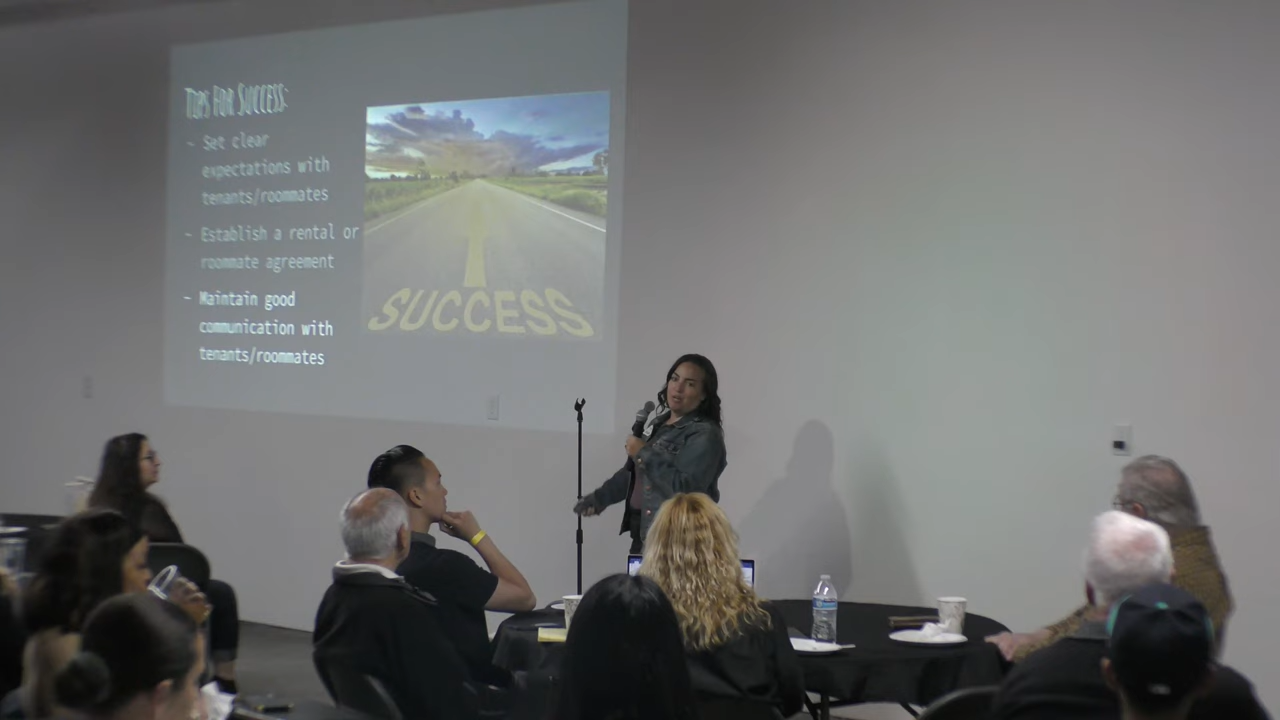 Tips For Success:
~ Set clear
expectations with
tenants/roommates
~ Establish a rental or
roommate agreement
~ Maintain good
communication with
tenants/roommates
SUCCESS